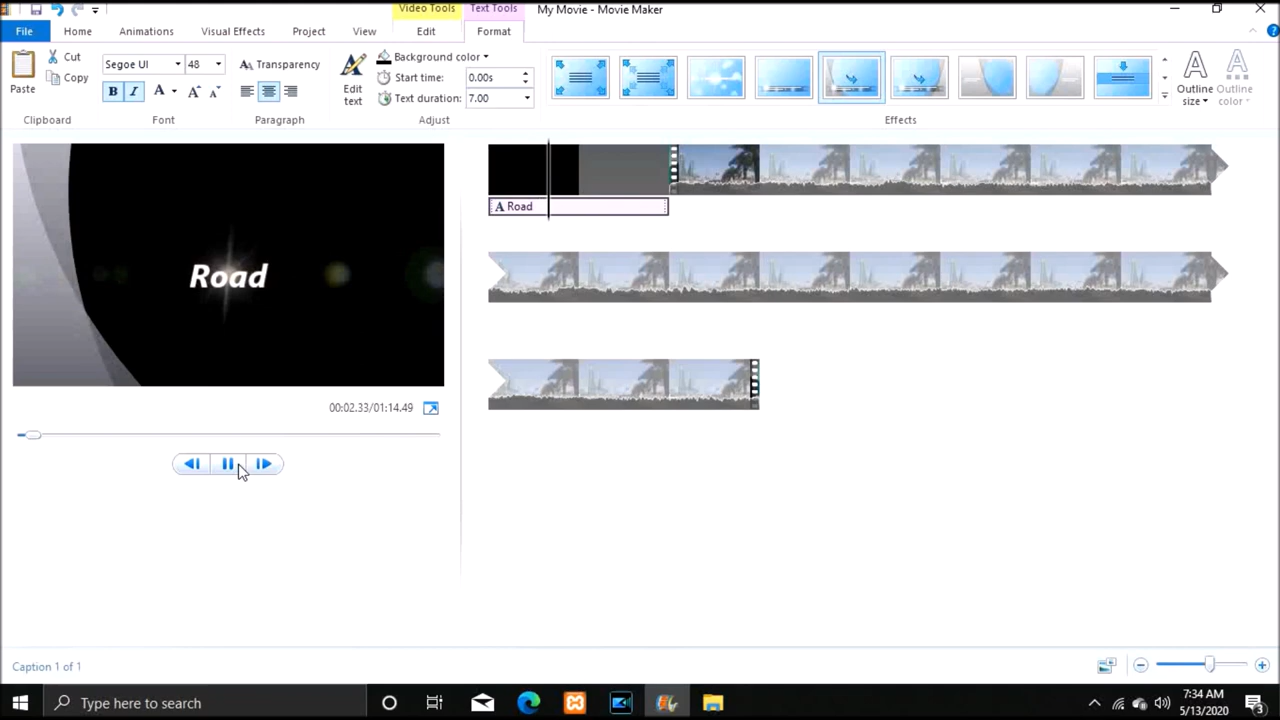 Video Tools Text Tools My Movie - Movie Maker
File Home Animations Visual Effects Project View Edit Format
Paste
Cut
Copy
Clipboard
Segoe UI 48
B I A A A
Font
Transparency
Paragraph
Edit text
Background color
Start time: 0.00s
Text duration: 7.00
Adjust
Effects
Outline size
Outline color
Road
00:02.33/01:14.49
A Road
Caption 1 of 1
Type here to search
7:34 AM
5/13/2020
3